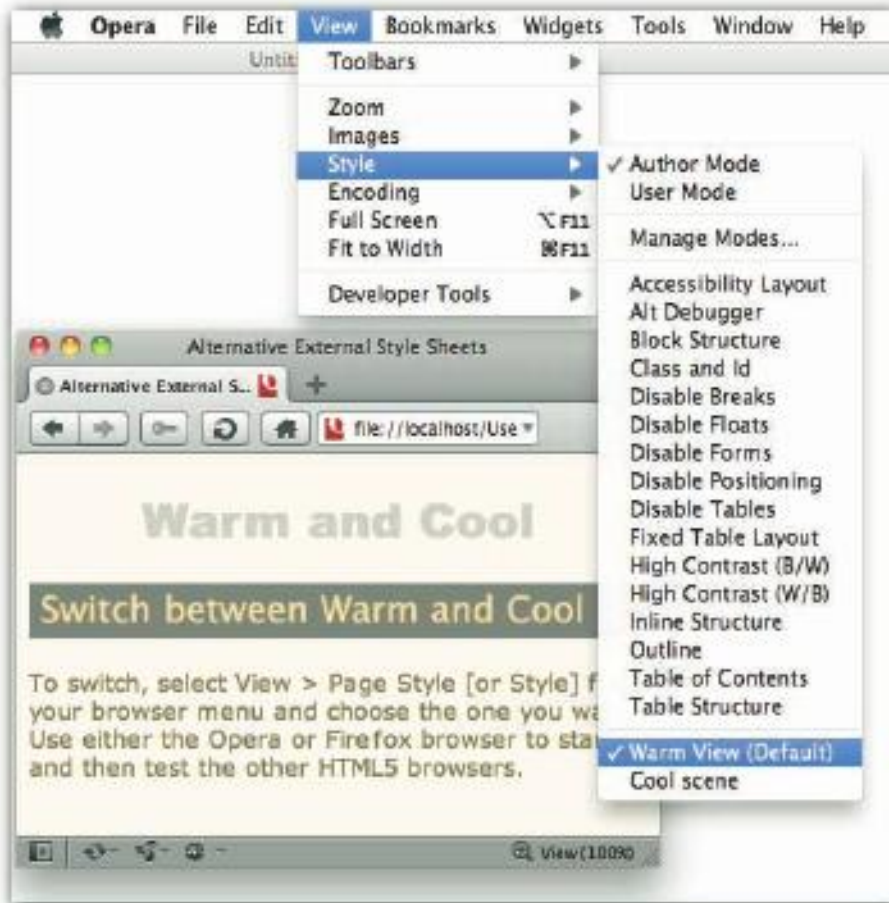 Opera File Edit View Bookmarks Widgets Tools Window Help
Untit
Toolbars
Zoom
Images
Style
Encoding
Full Screen ⌥F11
Fit to Width ⌘F11
Developer Tools
✓ Author Mode
User Mode
Manage Modes...
Accessibility Layout
Alt Debugger
Block Structure
Class and Id
Disable Breaks
Disable Floats
Disable Forms
Disable Positioning
Disable Tables
Fixed Table Layout
High Contrast (B/W)
High Contrast (W/B)
Inline Structure
Outline
Table of Contents
Table Structure
✓ Warm View (Default)
Cool scene
Alternative External Style Sheets
Alternative External S...
file://localhost/Use
Warm and Cool
Switch between Warm and Cool
To switch, select View > Page Style [or Style] f
your browser menu and choose the one you wa
Use either the Opera or Firefox browser to sta
and then test the other HTML5 browsers.
View (100%)